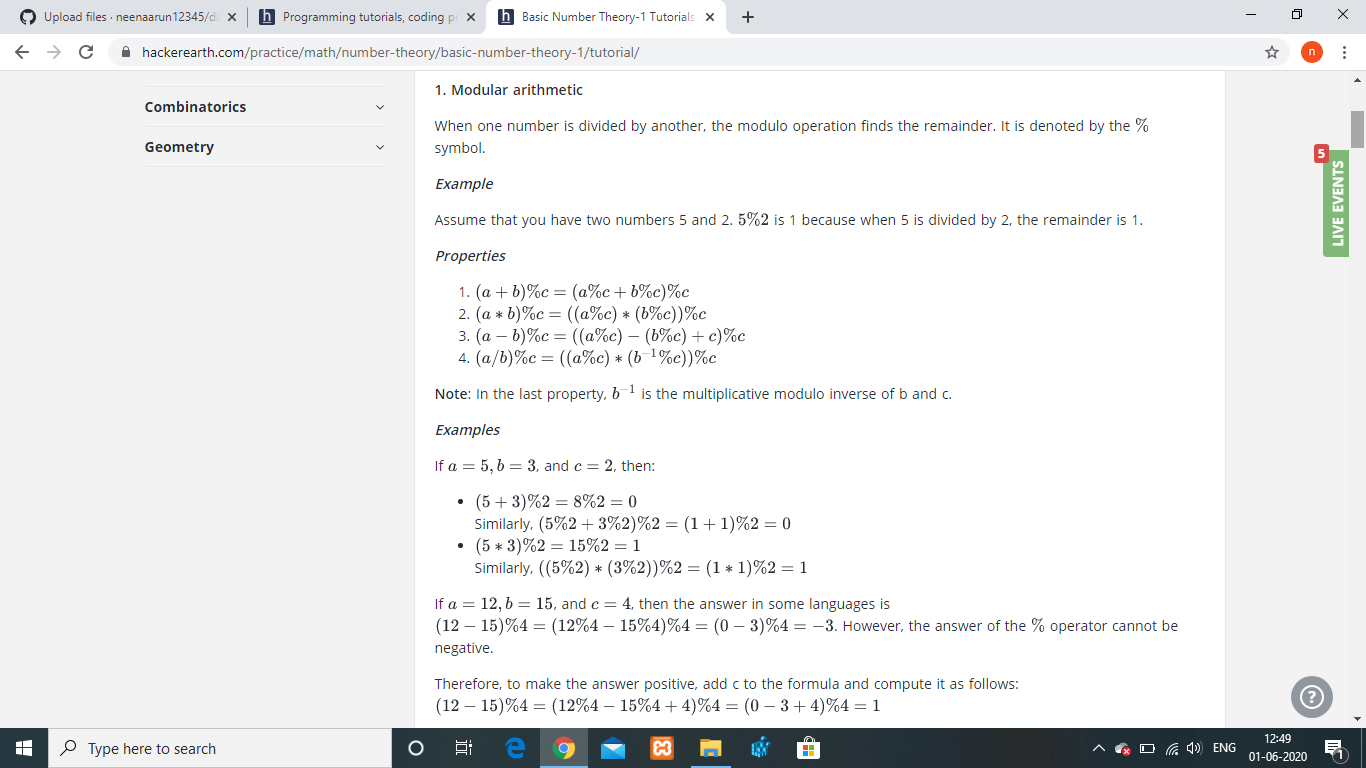 Upload files · neenaarun12345/d
Programming tutorials, coding p
Basic Number Theory-1 Tutorials
hackerearth.com/practice/math/number-theory/basic-number-theory-1/tutorial/
n
Combinatorics
Geometry
1. Modular arithmetic
When one number is divided by another, the modulo operation finds the remainder. It is denoted by the %
symbol.
Example
Assume that you have two numbers 5 and 2. 5%2 is 1 because when 5 is divided by 2, the remainder is 1.
Properties
1. (a + b)%c = (a%c + b%c)%c
2. (a * b)%c = ((a%c) * (b%c))%c
3. (a − b)%c = ((a%c) − (b%c) + c)%c
4. (a/b)%c = ((a%c) * (b⁻¹%c))%c
Note: In the last property, b⁻¹ is the multiplicative modulo inverse of b and c.
Examples
If a = 5, b = 3, and c = 2, then:
• (5 + 3)%2 = 8%2 = 0
Similarly, (5%2 + 3%2)%2 = (1 + 1)%2 = 0
• (5 * 3)%2 = 15%2 = 1
Similarly, ((5%2) * (3%2))%2 = (1 * 1)%2 = 1
If a = 12, b = 15, and c = 4, then the answer in some languages is
(12 − 15)%4 = (12%4 − 15%4)%4 = (0 − 3)%4 = −3. However, the answer of the % operator cannot be
negative.
Therefore, to make the answer positive, add c to the formula and compute it as follows:
(12 − 15)%4 = (12%4 − 15%4 + 4)%4 = (0 − 3 + 4)%4 = 1
5
LIVE EVENTS
?
Type here to search
ENG
12:49
01-06-2020
1